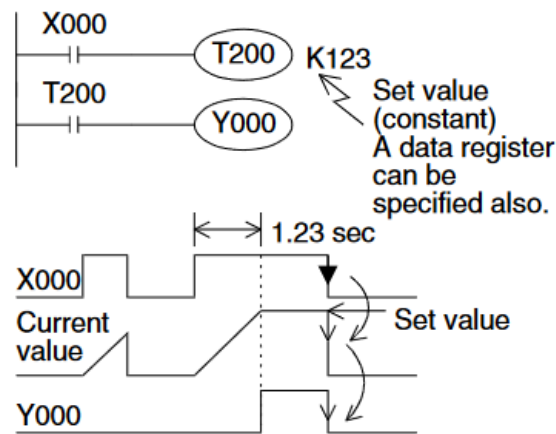 X000
T200 K123
T200
Y000
Set value
(constant)
A data register
can be
specified also.
1.23 sec
X000
Current
value
Set value
Y000